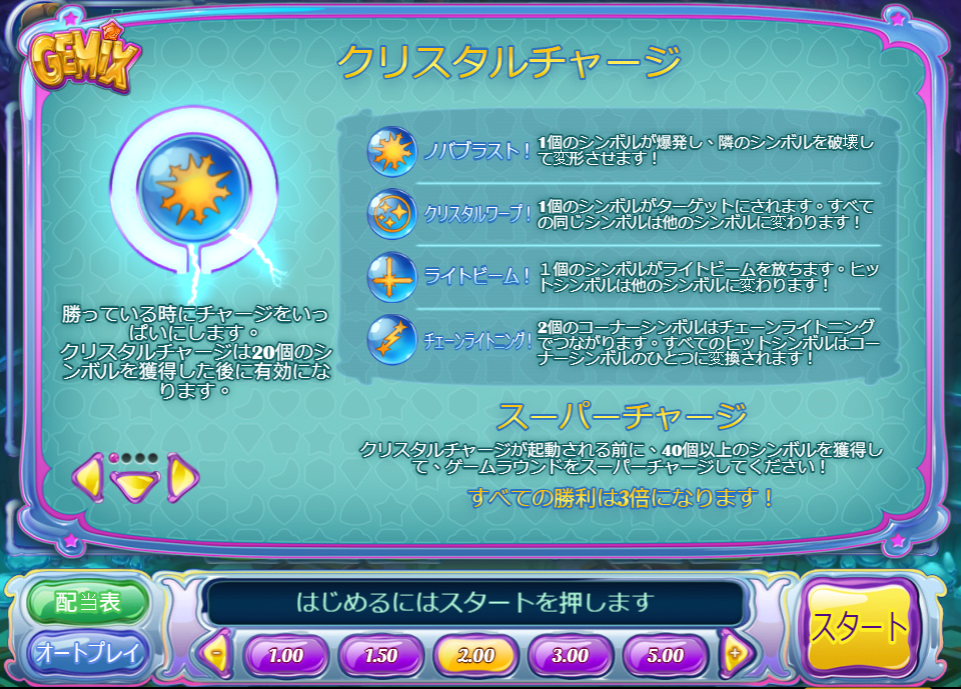 GEMiX
クリスタルチャージ
ノバブラスト！
1個のシンボルが爆発し、隣のシンボルを破壊し
て変形させます！
クリスタルワープ！
1個のシンボルがターゲットにされます。すべて
の同じシンボルは他のシンボルに変わります！
ライトビーム！
１個のシンボルがライトビームを放ちます。ヒッ
トシンボルは他のシンボルに変わります！
チェーンライトニング！
2個のコーナーシンボルはチェーンライトニング
でつながります。すべてのヒットシンボルはコー
ナーシンボルのひとつに変換されます！
勝っている時にチャージをいっ
ぱいにします。
クリスタルチャージは20個のシ
ンボルを獲得した後に有効にな
ります。
スーパーチャージ
クリスタルチャージが起動される前に、40個以上のシンボルを獲得し
て、ゲームラウンドをスーパーチャージしてください！
すべての勝利は3倍になります！
配当表
オートプレイ
はじめるにはスタートを押します
-
1.00
1.50
2.00
3.00
5.00
+
スタート